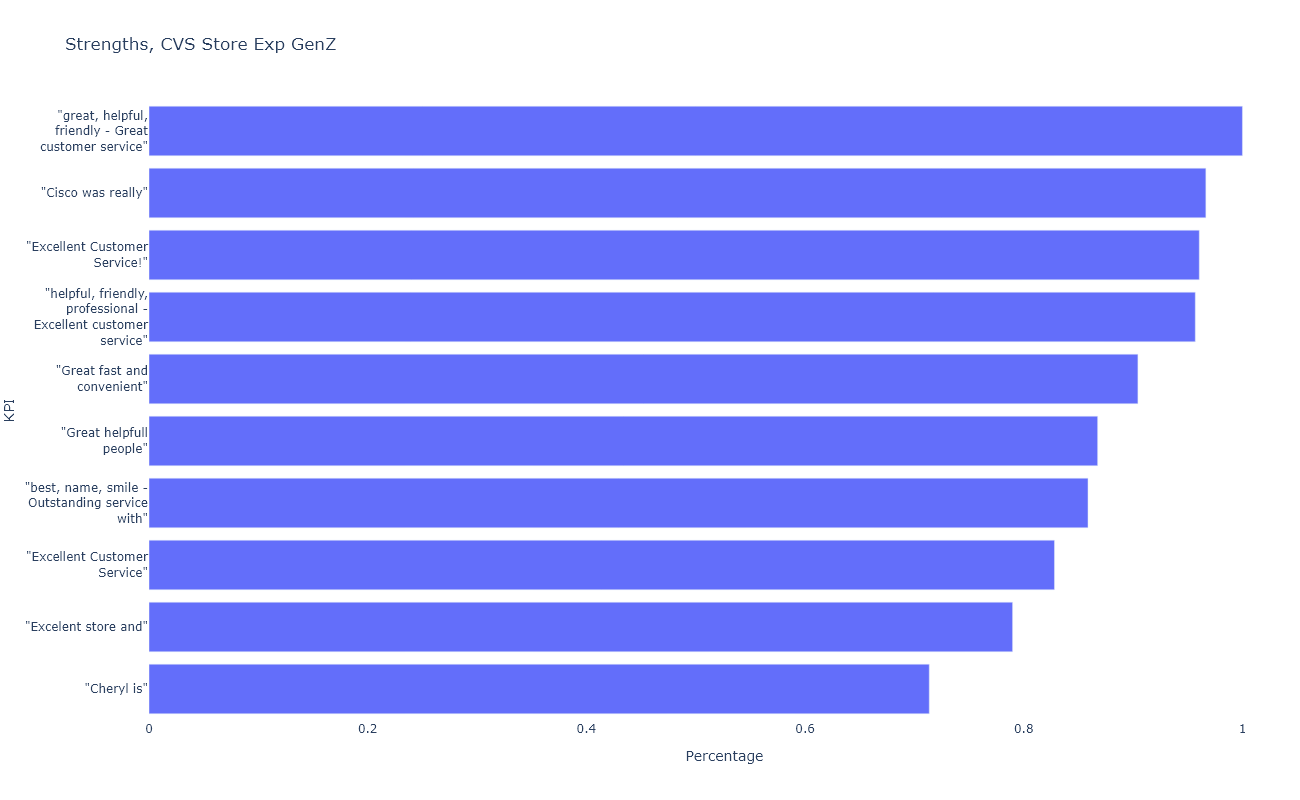 Strengths, CVS Store Exp GenZ
"great, helpful,
friendly - Great
customer service"
"Cisco was really"
"Excellent Customer
Service!"
"helpful, friendly,
professional -
Excellent customer
service"
"Great fast and
convenient"
"Great helpfull
people"
"best, name, smile -
Outstanding service
with"
"Excellent Customer
Service"
"Excelent store and"
"Cheryl is"
KPI
0 0.2 0.4 0.6 0.8 1
Percentage